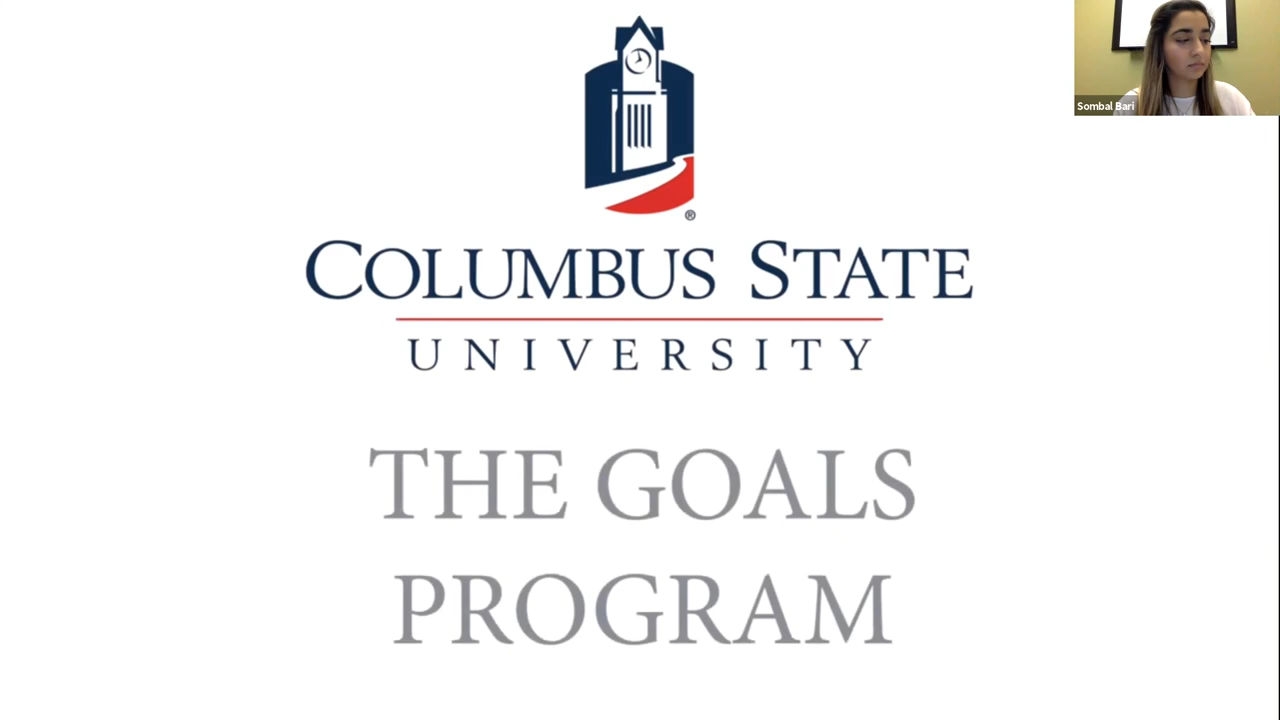 Sombal Bari
®
COLUMBUS STATE
UNIVERSITY
THE GOALS
PROGRAM